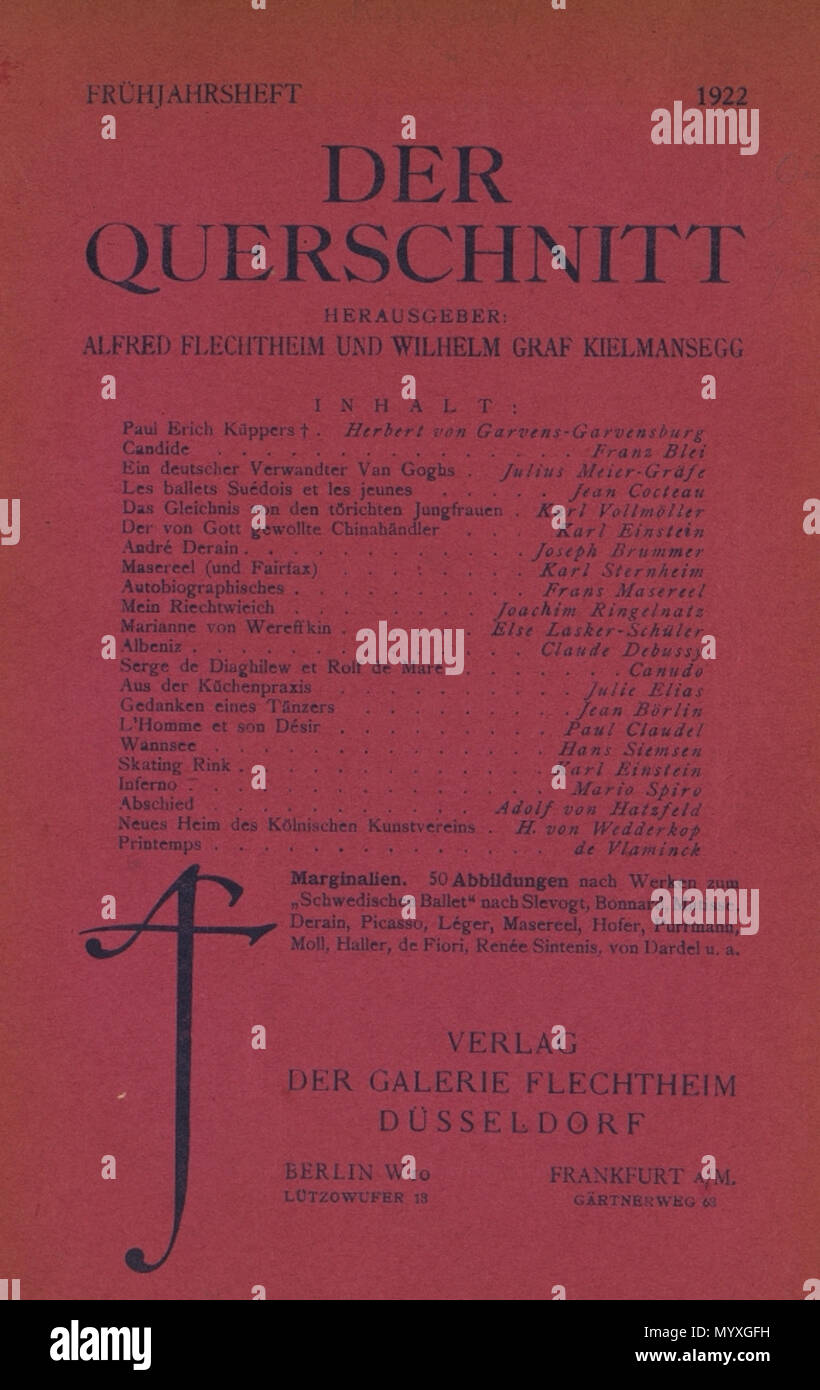 FRÜHJAHRSHEFT 1922
DER
QUERSCHNITT
HERAUSGEBER:
ALFRED FLECHTHEIM UND WILHELM GRAF KIELMANSEGG
INHALT:
Paul Erich Küppers † . Herbert von Garvens-Garvensburg
Candide . . . . . . . . . . . . . . . . Franz Blei
Ein deutscher Verwandter Van Goghs . Julius Meier-Gräfe
Les ballets Suédois et les jeunes . . . . . Jean Cocteau
Das Gleichnis von den törichten Jungfrauen . Karl Vollmöller
Der von Gott gewollte Chinahändler . . . Karl Einstein
André Derain . . . . . . . . . . . . Joseph Brummer
Masereel (und Fairfax) . . . . . . . . Karl Sternheim
Autobiographisches . . . . . . . . . . Frans Masereel
Mein Riechtwieich . . . . . . . . . Joachim Ringelnatz
Marianne von Wereffkin . . . . . . Else Lasker-Schüler
Albeniz . . . . . . . . . . . . . . Claude Debussy
Serge de Diaghilew et Rolf de Maré . . . . . . . Canudo
Aus der Küchenpraxis . . . . . . . . . . Julie Elias
Gedanken eines Tänzers . . . . . . . . . Jean Börlin
L'Homme et son Désir . . . . . . . . . Paul Claudel
Wannsee . . . . . . . . . . . . . . Hans Siemsen
Skating Rink . . . . . . . . . . . . . Karl Einstein
Inferno . . . . . . . . . . . . . . . Mario Spiro
Abschied . . . . . . . . . . . Adolf von Hatzfeld
Neues Heim des Kölnischen Kunstvereins . H. von Wedderkop
Printemps . . . . . . . . . . . . . . de Vlaminck
Marginalien. 50 Abbildungen nach Werken zum
„Schwedischen Ballet“ nach Slevogt, Bonnard, Matisse,
Derain, Picasso, Léger, Masereel, Hofer, Purrmann,
Moll, Haller, de Fiori, Renée Sintenis, von Dardel u. a.
VERLAG
DER GALERIE FLECHTHEIM
DÜSSELDORF
BERLIN W 10 FRANKFURT A/M.
LÜTZOWUFER 13 GÄRTNERWEG
alamy
a
alamy
www.alamy.com
Image ID: MYXGFH